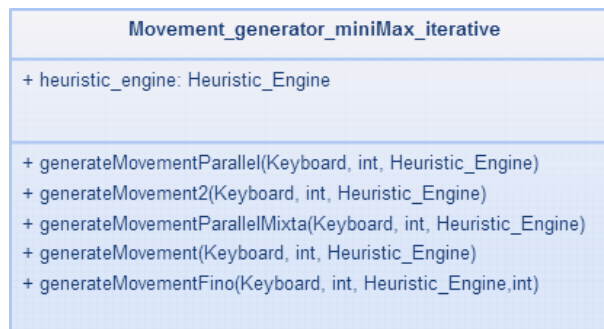 Movement_generator_miniMax_iterative
+ heuristic_engine: Heuristic_Engine
+ generateMovementParallel(Keyboard, int, Heuristic_Engine)
+ generateMovement2(Keyboard, int, Heuristic_Engine)
+ generateMovementParallelMixta(Keyboard, int, Heuristic_Engine)
+ generateMovement(Keyboard, int, Heuristic_Engine)
+ generateMovementFino(Keyboard, int, Heuristic_Engine,int)